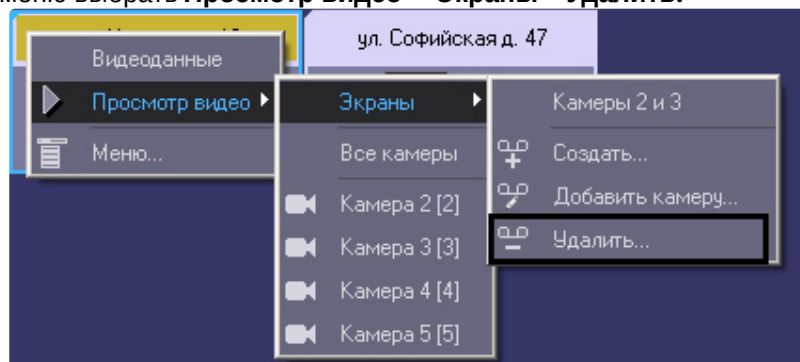 меню выбрать Просмотр видео – Экраны – Удалить.
ул. Софийская д. 47
Видеоданные
Просмотр видео
Меню...
Экраны
Все камеры
Камера 2 [2]
Камера 3 [3]
Камера 4 [4]
Камера 5 [5]
Камеры 2 и 3
Создать...
Добавить камеру...
Удалить...